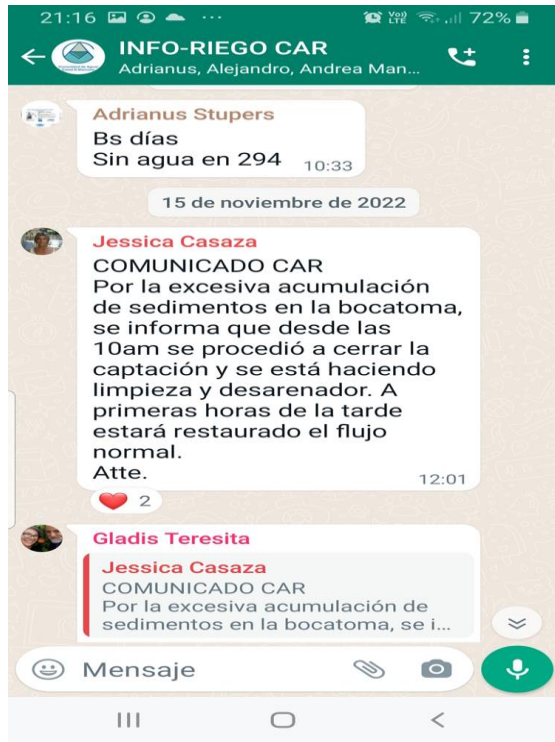 21:16 ... Vo)) LTE 72%
INFO-RIEGO CAR
Adrianus, Alejandro, Andrea Man...
Adrianus Stupers
Bs días
Sin agua en 294 10:33
15 de noviembre de 2022
Jessica Casaza
COMUNICADO CAR
Por la excesiva acumulación
de sedimentos en la bocatoma,
se informa que desde las
10am se procedió a cerrar la
captación y se está haciendo
limpieza y desarenador. A
primeras horas de la tarde
estará restaurado el flujo
normal.
Atte. 12:01
2
Gladis Teresita
Jessica Casaza
COMUNICADO CAR
Por la excesiva acumulación de
sedimentos en la bocatoma, se i...
Mensaje